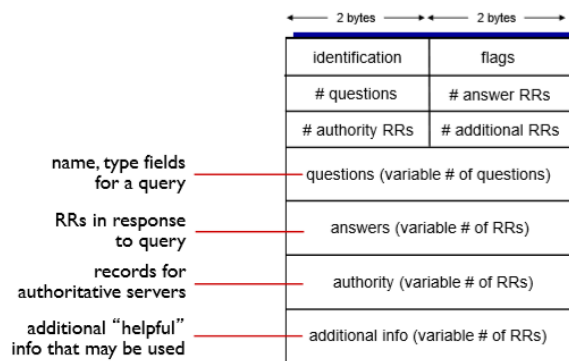 2 bytes 2 bytes
identification flags
# questions # answer RRs
# authority RRs # additional RRs
name, type fields
for a query
questions (variable # of questions)
RRs in response
to query
answers (variable # of RRs)
records for
authoritative servers
authority (variable # of RRs)
additional “helpful”
info that may be used
additional info (variable # of RRs)